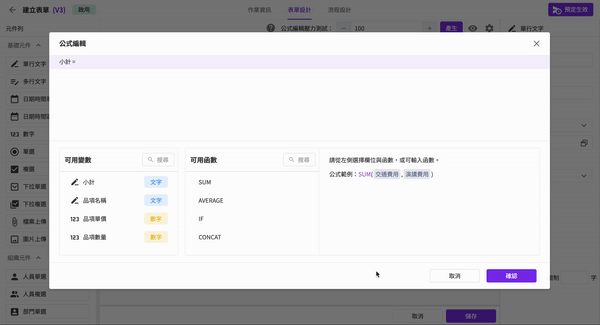 建立表單 (V3) 啟用
作業資訊 表單設計 流程設計
預定生效
元件列
公式編輯壓力測試： 100 產生
單行文字
基礎元件
單行文字
多行文字
日期時間
日期時間
123 數字
單選
複選
下拉單選
下拉複選
檔案上傳
圖片上傳
組織元件
人員單選
人員複選
部門單選
公式編輯
小計 =
可用變數 搜尋
小計 文字
品項名稱 文字
123 品項單價 數字
123 品項數量 數字
可用函數 搜尋
SUM
AVERAGE
IF
CONCAT
請從左側選擇欄位與函數，或可輸入函數。
公式範例：SUM( 交通費用 , 演講費用 )
取消 確認
字
取消 儲存